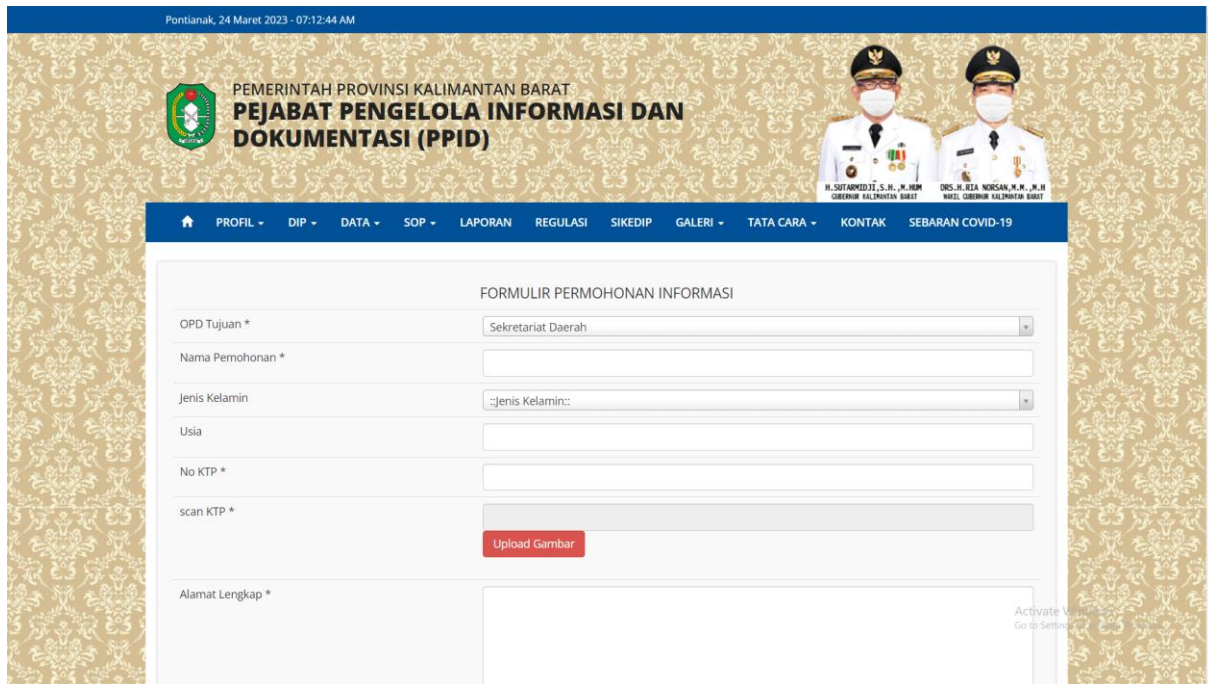 Pontianak, 24 Maret 2023 - 07:12:44 AM
PEMERINTAH PROVINSI KALIMANTAN BARAT
PEJABAT PENGELOLA INFORMASI DAN
DOKUMENTASI (PPID)
H.SUTARMIDJI,S.H.,M.HUM
GUBERNUR KALIMANTAN BARAT
DRS.H.RIA NORSAN,M.M.,M.H
WAKIL GUBERNUR KALIMANTAN BARAT
PROFIL DIP DATA SOP LAPORAN REGULASI SIKEDIP GALERI TATA CARA KONTAK SEBARAN COVID-19
FORMULIR PERMOHONAN INFORMASI
OPD Tujuan * Sekretariat Daerah
Nama Pemohonan *
Jenis Kelamin ::Jenis Kelamin::
Usia
No KTP *
scan KTP *
Upload Gambar
Alamat Lengkap *
Activate
Go to Settings